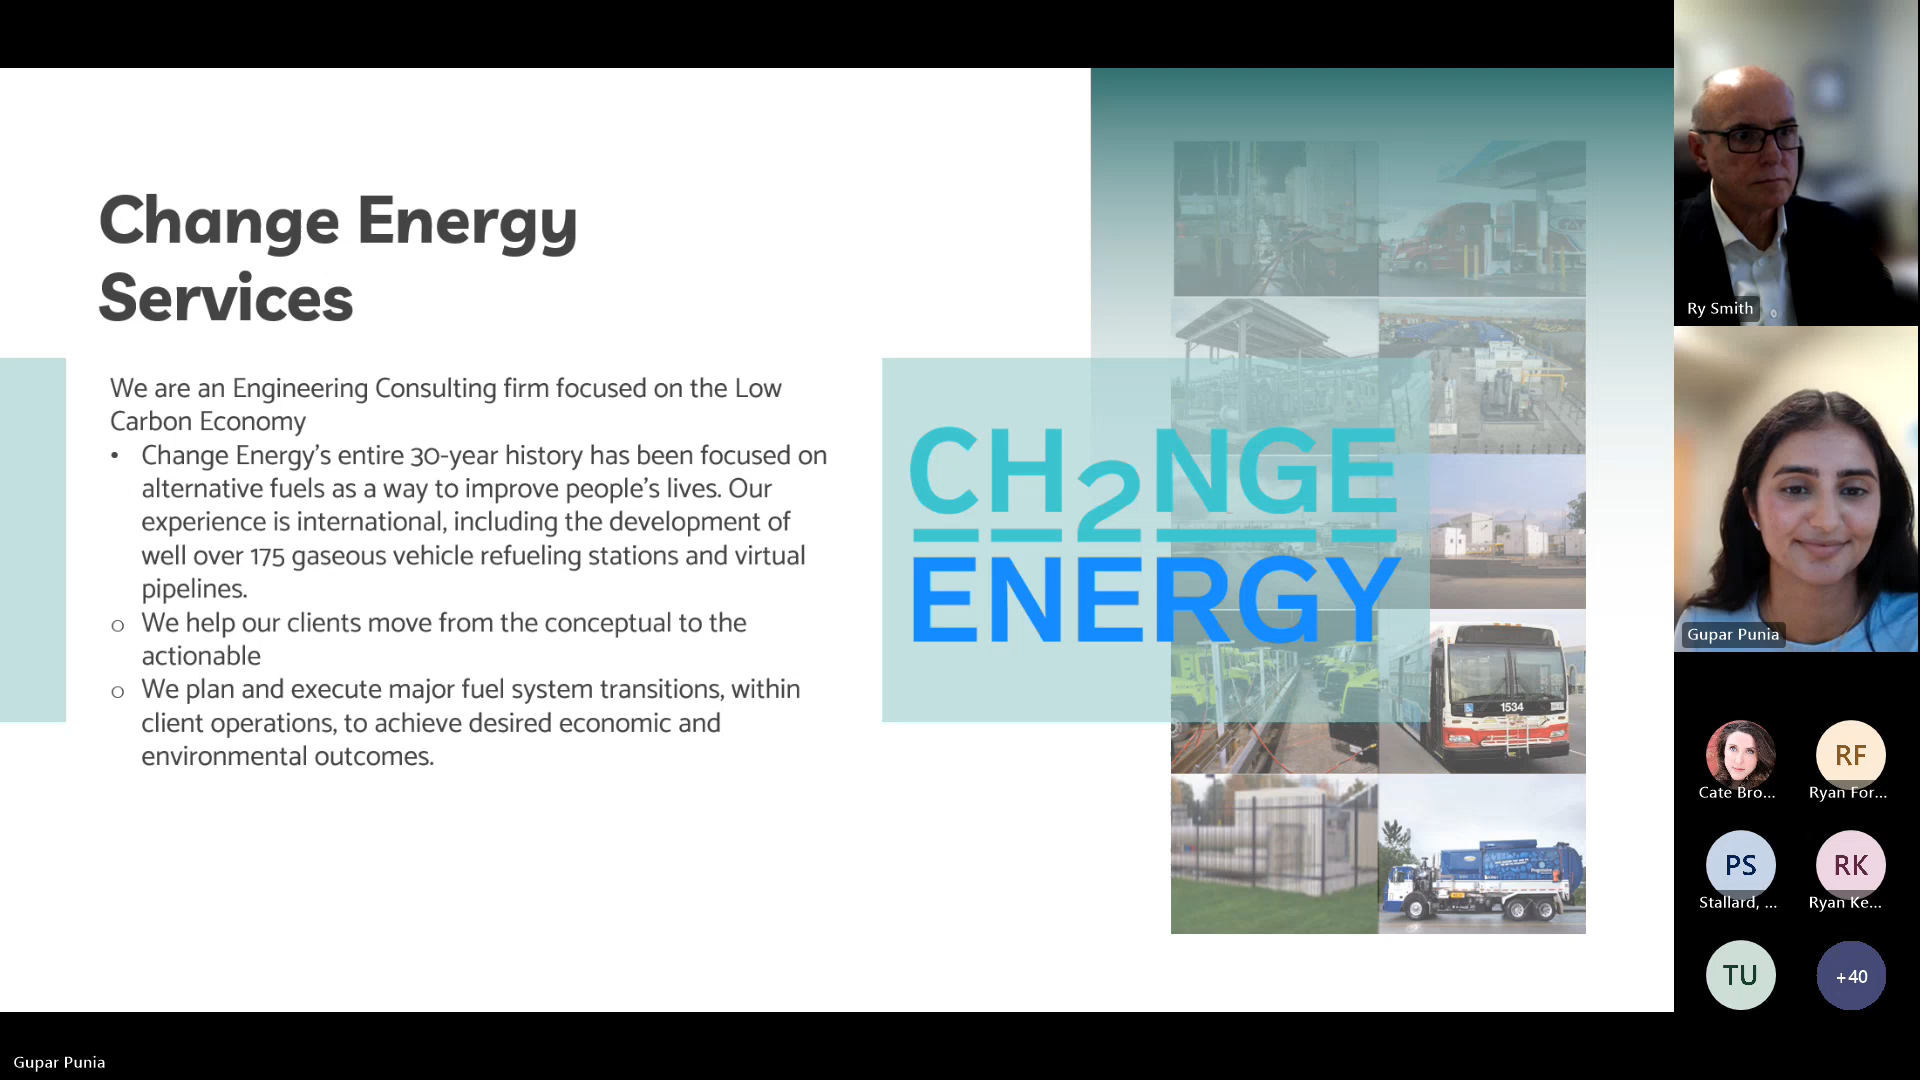 Change Energy
Services
We are an Engineering Consulting firm focused on the Low
Carbon Economy
• Change Energy's entire 30-year history has been focused on
alternative fuels as a way to improve people's lives. Our
experience is international, including the development of
well over 175 gaseous vehicle refueling stations and virtual
pipelines.
o We help our clients move from the conceptual to the
actionable
o We plan and execute major fuel system transitions, within
client operations, to achieve desired economic and
environmental outcomes.
CH2NGE
ENERGY
1534
Ry Smith
Gupar Punia
Cate Bro...
RF
Ryan For...
PS
Stallard, ...
RK
Ryan Ke...
TU
+40
Gupar Punia